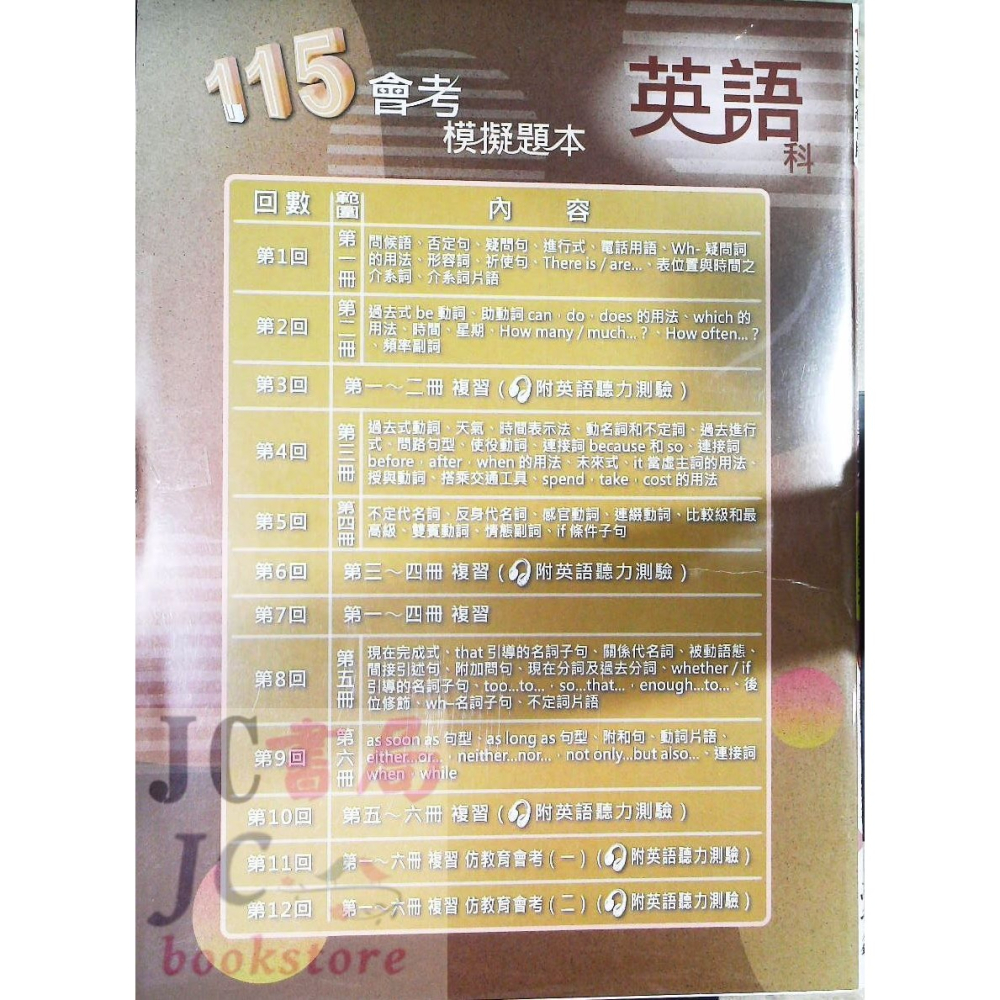 115 會考
模擬題本
英語
科
回數 範圍 內容
第1回 第一冊 問候語、否定句、疑問句、進行式、電話用語、Wh- 疑問詞
的用法、形容詞、祈使句、There is / are...、表位置與時間之
介系詞、介系詞片語
第2回 第二冊 過去式 be 動詞、助動詞 can,do,does 的用法、which 的
用法、時間、星期、How many / much... ?、How often... ?
、頻率副詞
第3回 第一~二冊 複習 ( 附英語聽力測驗 )
第4回 第三冊 過去式動詞、天氣、時間表示法、動名詞和不定詞、過去進行
式、問路句型、使役動詞、連接詞 because 和 so、連接詞
before,after,when 的用法、未來式、it 當虛主詞的用法、
授與動詞、搭乘交通工具、spend,take,cost 的用法
第5回 第四冊 不定代名詞、反身代名詞、感官動詞、連綴動詞、比較級和最
高級、雙賓動詞、情態副詞、if 條件子句
第6回 第三~四冊 複習 ( 附英語聽力測驗 )
第7回 第一~四冊 複習
第8回 第五冊 現在完成式、that 引導的名詞子句、關係代名詞、被動語態、
間接引述句、附加問句、現在分詞及過去分詞、whether / if
引導的名詞子句、too...to...,so...that...,enough...to...、後
位修飾、wh-名詞子句、不定詞片語
第9回 第六冊 as soon as 句型、as long as 句型、附和句、動詞片語、
either...or...,neither...nor...,not only...but also...、連接詞
when,while
第10回 第五~六冊 複習 ( 附英語聽力測驗 )
第11回 第一~六冊 複習 仿教育會考 ( 一 ) ( 附英語聽力測驗 )
第12回 第一~六冊 複習 仿教育會考 ( 二 ) ( 附英語聽力測驗 )
JC 書局
JC
bookstore